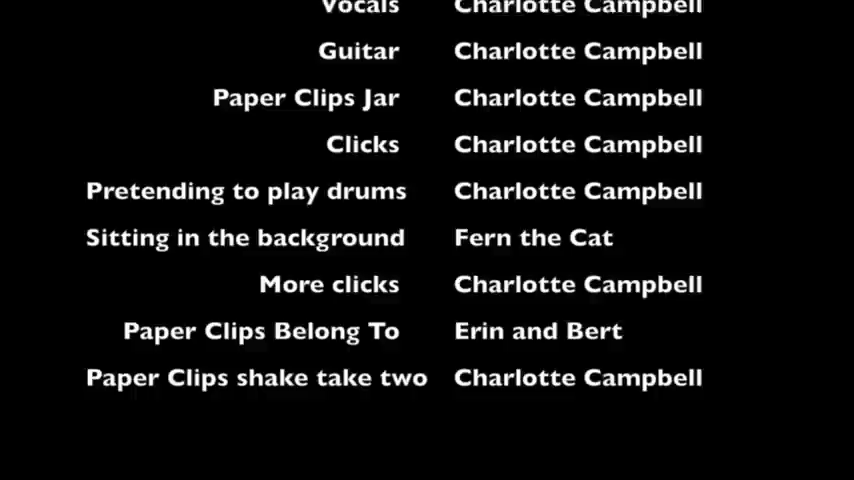 Vocals Charlotte Campbell
Guitar Charlotte Campbell
Paper Clips Jar Charlotte Campbell
Clicks Charlotte Campbell
Pretending to play drums Charlotte Campbell
Sitting in the background Fern the Cat
More clicks Charlotte Campbell
Paper Clips Belong To Erin and Bert
Paper Clips shake take two Charlotte Campbell